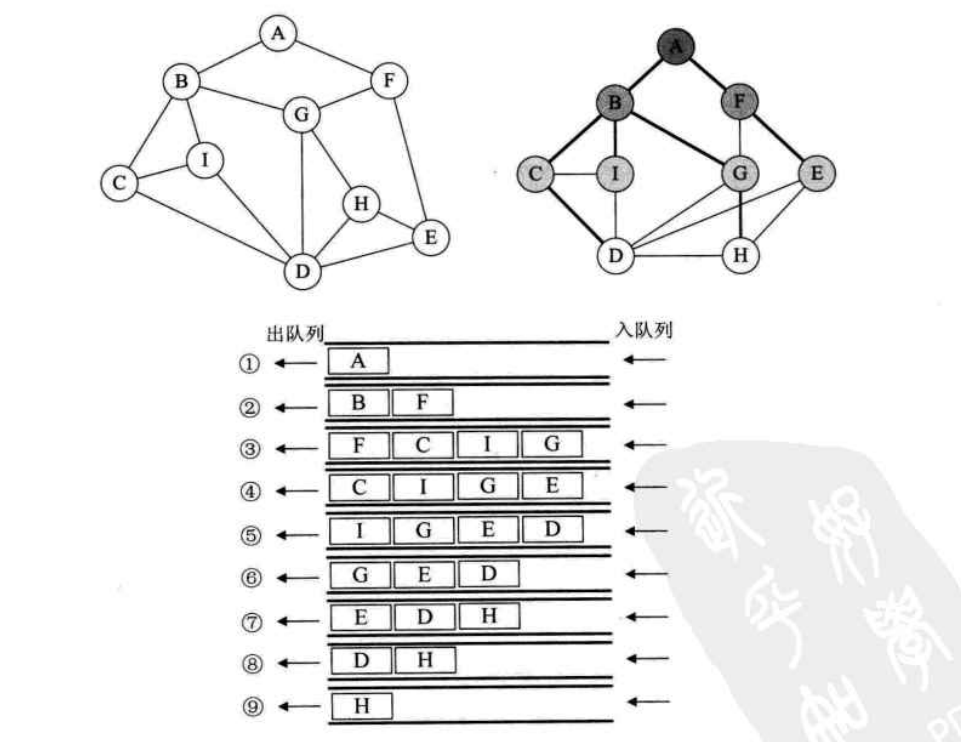 A
B
F
G
I
C
H
E
D
A
B
F
C
I
G
E
D
H
出队列 入队列
① A
② B F
③ F C I G
④ C I G E
⑤ I G E D
⑥ G E D
⑦ E D H
⑧ D H
⑨ H